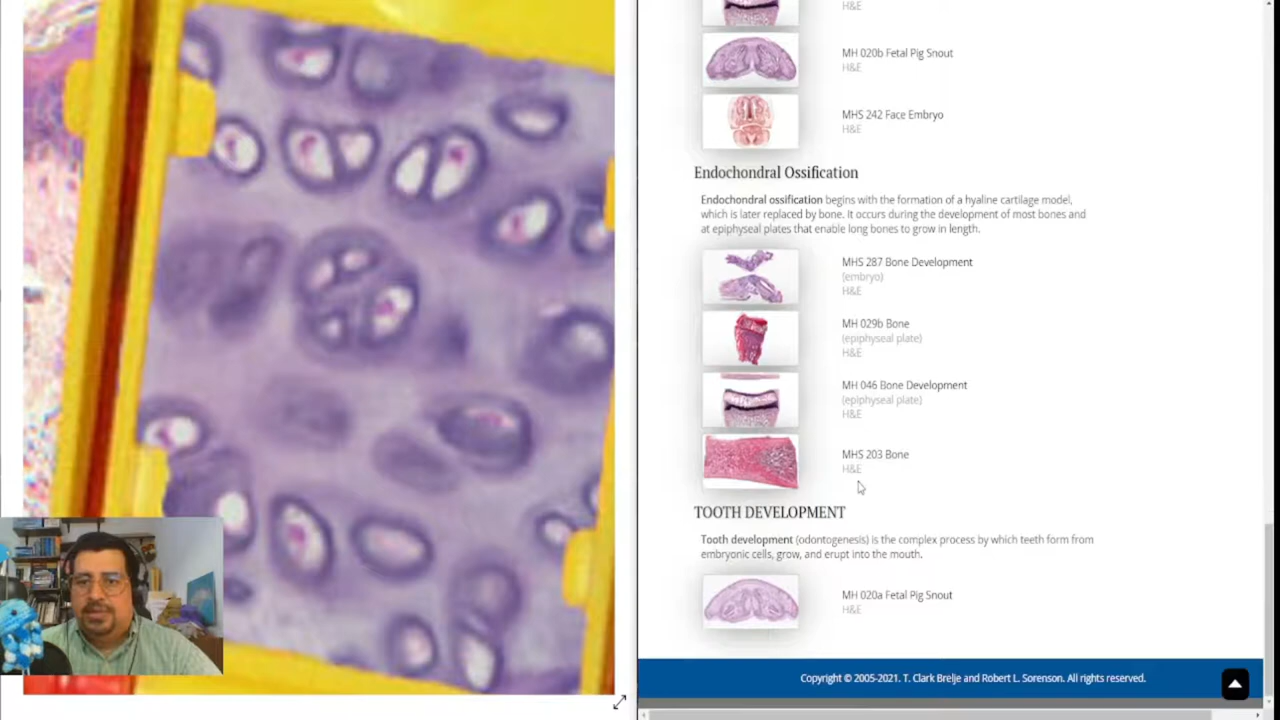 H&E
MH 020b Fetal Pig Snout
H&E
MHS 242 Face Embryo
H&E
Endochondral Ossification
Endochondral ossification begins with the formation of a hyaline cartilage model,
which is later replaced by bone. It occurs during the development of most bones and
at epiphyseal plates that enable long bones to grow in length.
MHS 287 Bone Development
(embryo)
H&E
MH 029b Bone
(epiphyseal plate)
H&E
MH 046 Bone Development
(epiphyseal plate)
H&E
MHS 203 Bone
H&E
TOOTH DEVELOPMENT
Tooth development (odontogenesis) is the complex process by which teeth form from
embryonic cells, grow, and erupt into the mouth.
MH 020a Fetal Pig Snout
H&E
Copyright © 2005-2021. T. Clark Brelje and Robert L. Sorenson. All rights reserved.